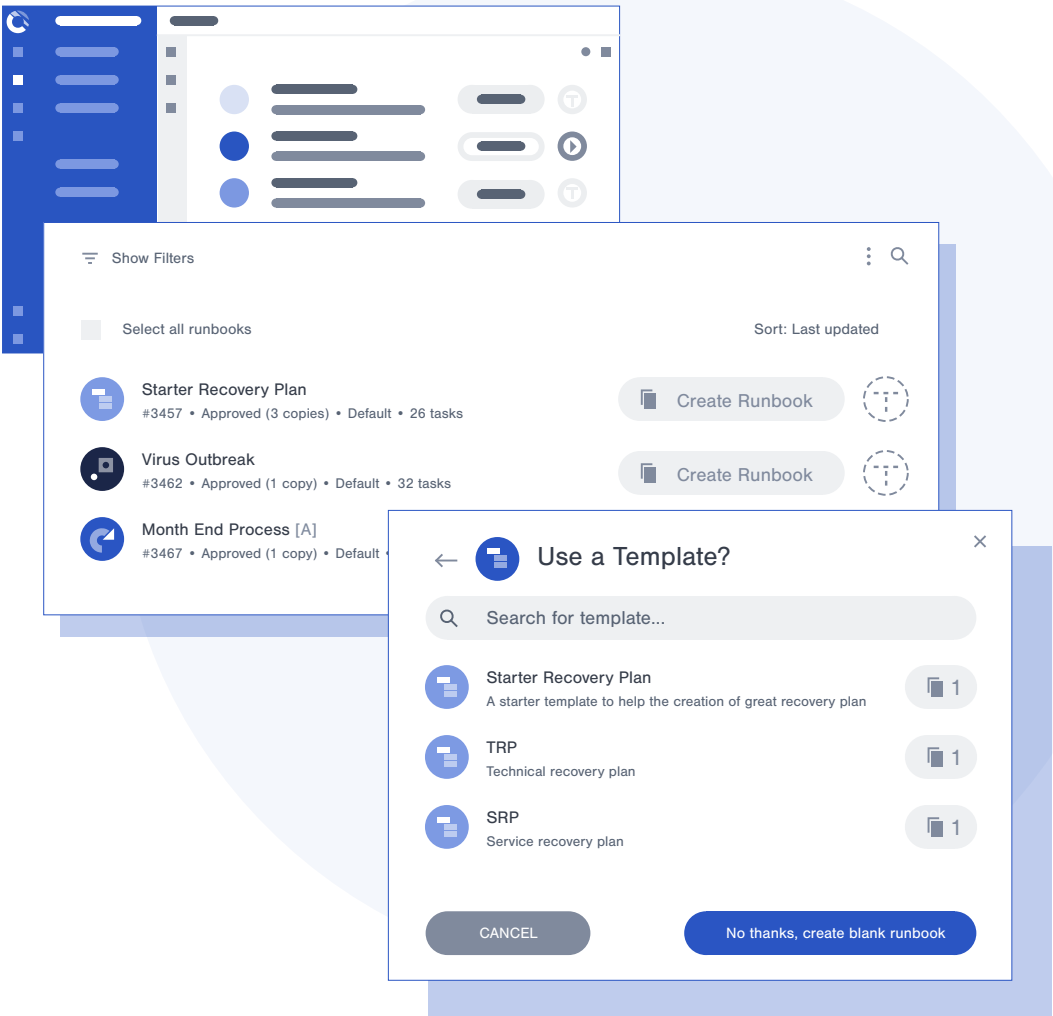 Show Filters
Select all runbooks
Sort: Last updated
Starter Recovery Plan
#3457 • Approved (3 copies) • Default • 26 tasks
Create Runbook
T
Virus Outbreak
#3462 • Approved (1 copy) • Default • 32 tasks
Create Runbook
T
Month End Process [A]
#3467 • Approved (1 copy) • Default •
Use a Template?
Search for template...
Starter Recovery Plan
A starter template to help the creation of great recovery plan
1
TRP
Technical recovery plan
1
SRP
Service recovery plan
1
CANCEL
No thanks, create blank runbook